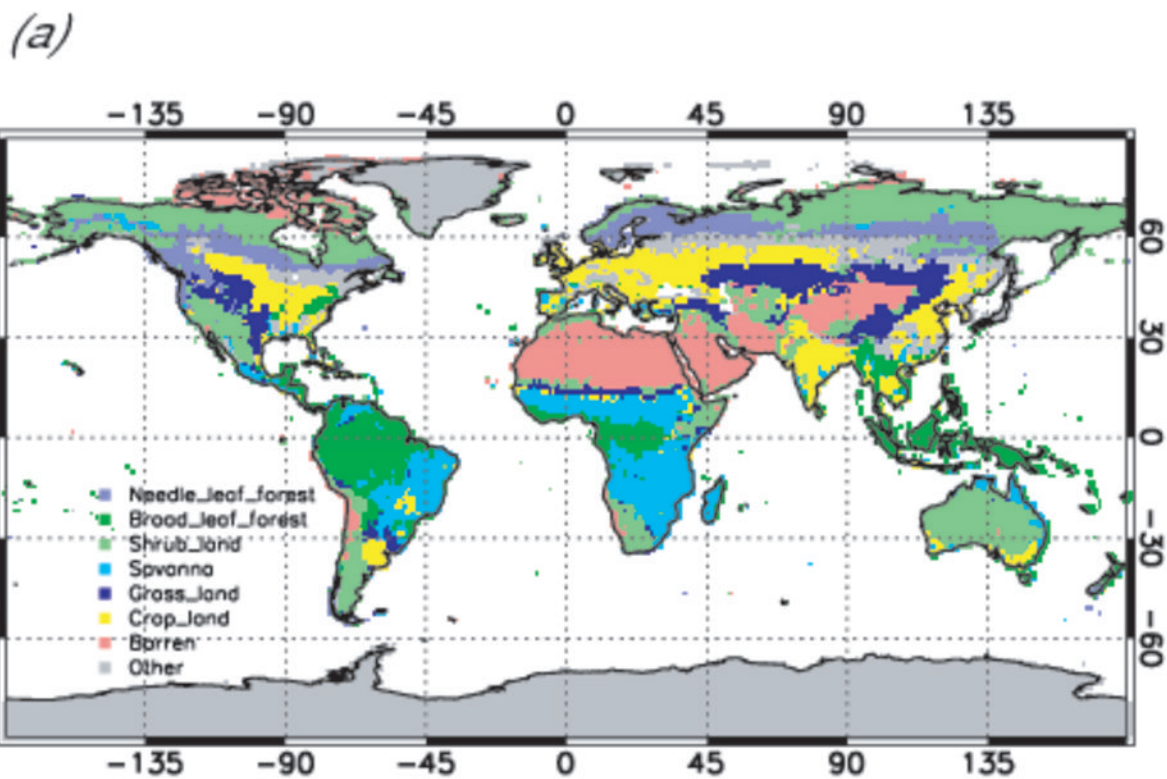 (a)
-135 -90 -45 0 45 90 135
60
30
0
-30
-60
Needle_leaf_forest
Broad_leaf_forest
Shrub_land
Savanna
Grass_land
Crop_land
Barren
Other
-135 -90 -45 0 45 90 135